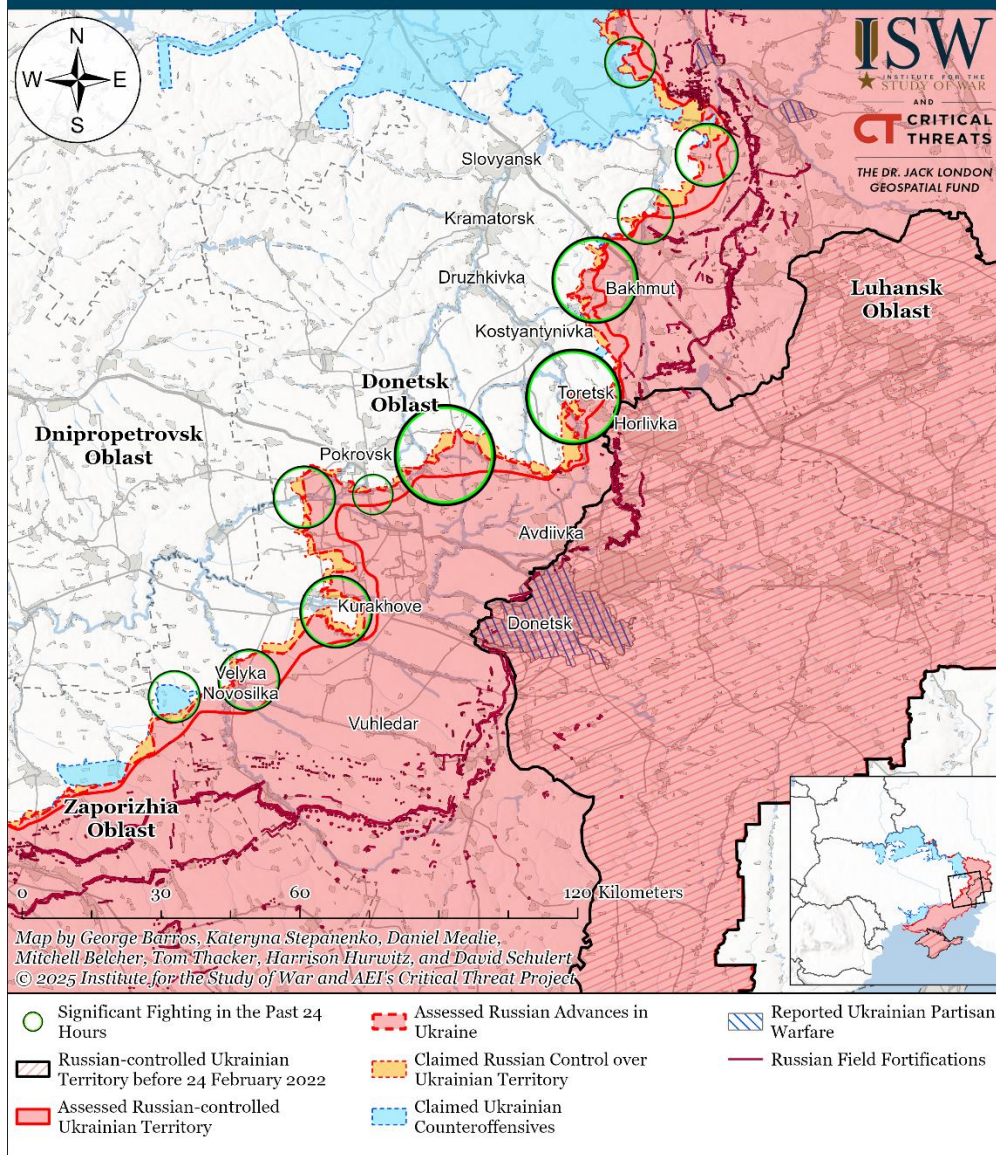 N
W E
S
ISW
INSTITUTE FOR THE
STUDY OF WAR
AND
CT CRITICAL
THREATS
THE DR. JACK LONDON
GEOSPATIAL FUND
Slovyansk
Kramatorsk
Druzhkivka
Bakhmut
Luhansk
Oblast
Kostyantynivka
Donetsk
Oblast
Toretsk
Horlivka
Dnipropetrovsk
Oblast
Pokrovsk
Avdiivka
Kurakhove
Donetsk
Velyka
Novosilka
Vuhledar
Zaporizhia
Oblast
0 30 60 120 Kilometers
Map by George Barros, Kateryna Stepanenko, Daniel Mealie,
Mitchell Belcher, Tom Thacker, Harrison Hurwitz, and David Schulert
© 2025 Institute for the Study of War and AEI's Critical Threat Project
Significant Fighting in the Past 24
Hours
Russian-controlled Ukrainian
Territory before 24 February 2022
Assessed Russian-controlled
Ukrainian Territory
Assessed Russian Advances in
Ukraine
Claimed Russian Control over
Ukrainian Territory
Claimed Ukrainian
Counteroffensives
Reported Ukrainian Partisan
Warfare
Russian Field Fortifications